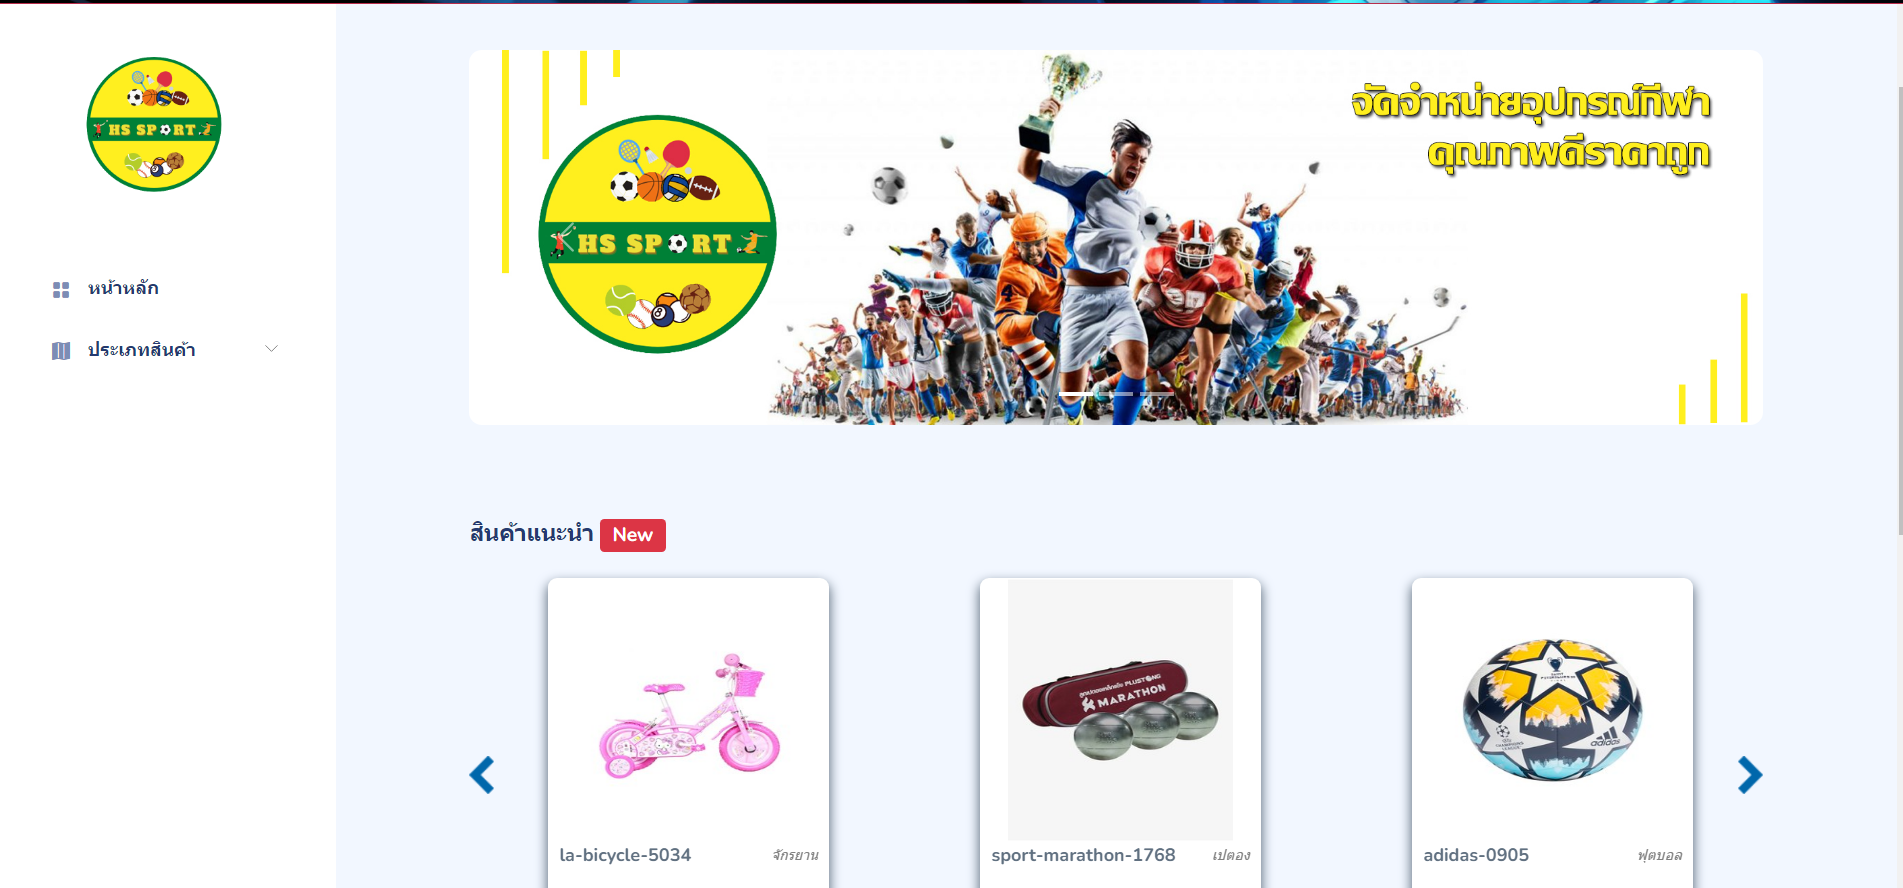 HS SPORT
หน้าหลัก
ประเภทสินค้า
HS SPORT
จัดจำหน่ายอุปกรณ์กีฬา
คุณภาพดีราคาถูก
สินค้าแนะนำ New
PLUSTONG
MARATHON
adidas
la-bicycle-5034 จักรยาน
sport-marathon-1768 เปตอง
adidas-0905 ฟุตบอล